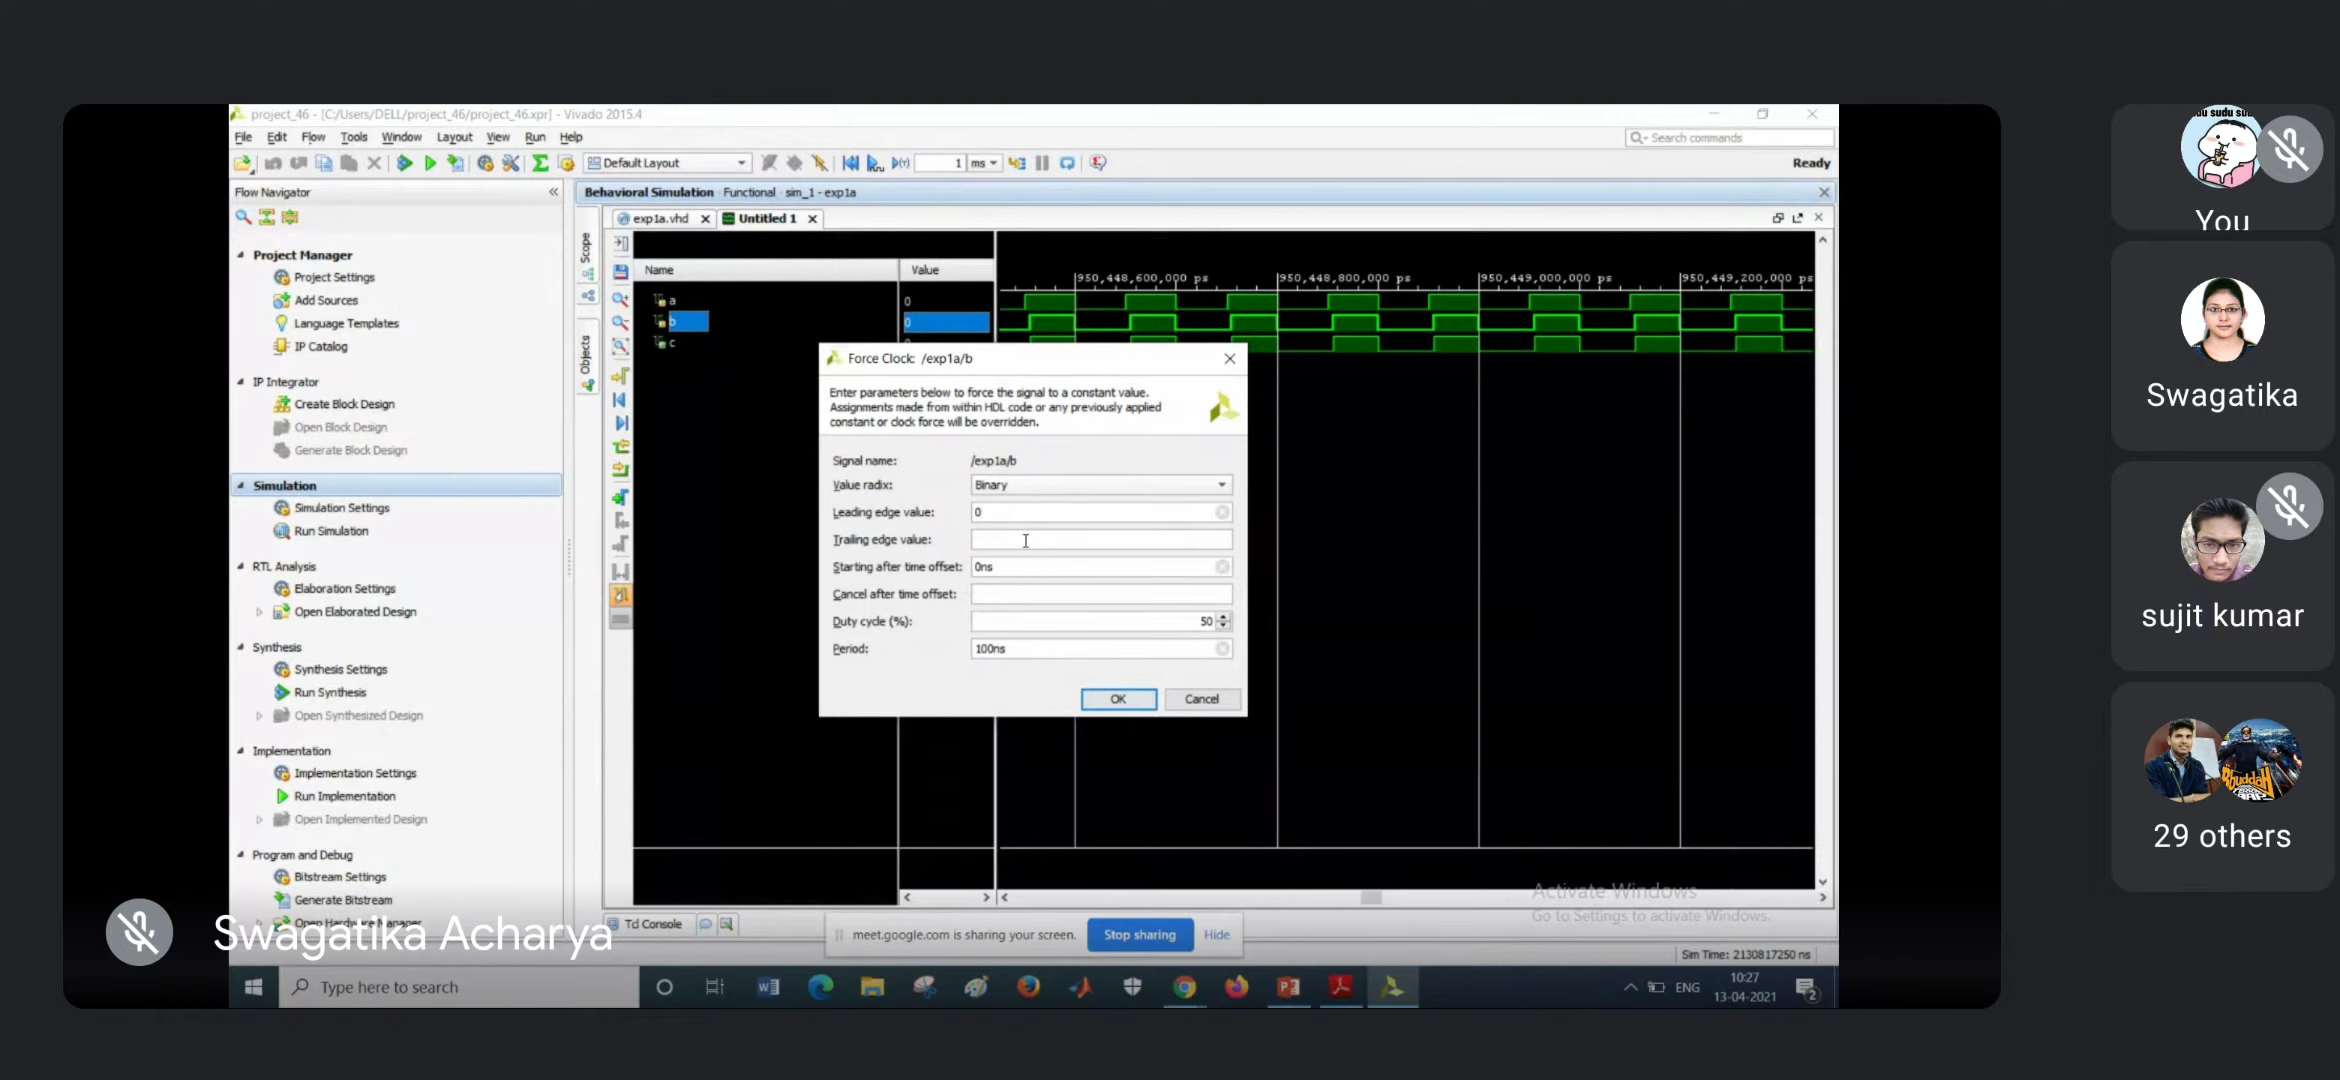 project_46 - [C:/Users/DELL/project_46/project_46.xpr] - Vivado 2015.4
File Edit Flow Tools Window Layout View Run Help
Search commands
Default Layout
1 ms
Ready
Flow Navigator
Behavioral Simulation - Functional - sim_1 - exp1a
exp1a.vhd
Untitled 1
Project Manager
Project Settings
Add Sources
Language Templates
IP Catalog
IP Integrator
Create Block Design
Open Block Design
Generate Block Design
Simulation
Simulation Settings
Run Simulation
RTL Analysis
Elaboration Settings
Open Elaborated Design
Synthesis
Synthesis Settings
Run Synthesis
Open Synthesized Design
Implementation
Implementation Settings
Run Implementation
Open Implemented Design
Program and Debug
Bitstream Settings
Generate Bitstream
Open Hardware Manager
Scope
Objects
Name Value
a 0
b 0
c
950,448,600,000 ps
950,448,800,000 ps
950,449,000,000 ps
950,449,200,000 ps
Force Clock: /exp1a/b
Enter parameters below to force the signal to a constant value.
Assignments made from within HDL code or any previously applied
constant or clock force will be overridden.
Signal name: /exp1a/b
Value radix: Binary
Leading edge value: 0
Trailing edge value:
Starting after time offset: 0ns
Cancel after time offset:
Duty cycle (%): 50
Period: 100ns
OK Cancel
Activate Windows
Go to Settings to activate Windows.
Tcl Console
meet.google.com is sharing your screen.
Stop sharing
Hide
Sim Time: 2130817250 ns
Type here to search
ENG
10:27
13-04-2021
2
Swagatika Acharya
sudu su
You
Swagatika
sujit kumar
29 others